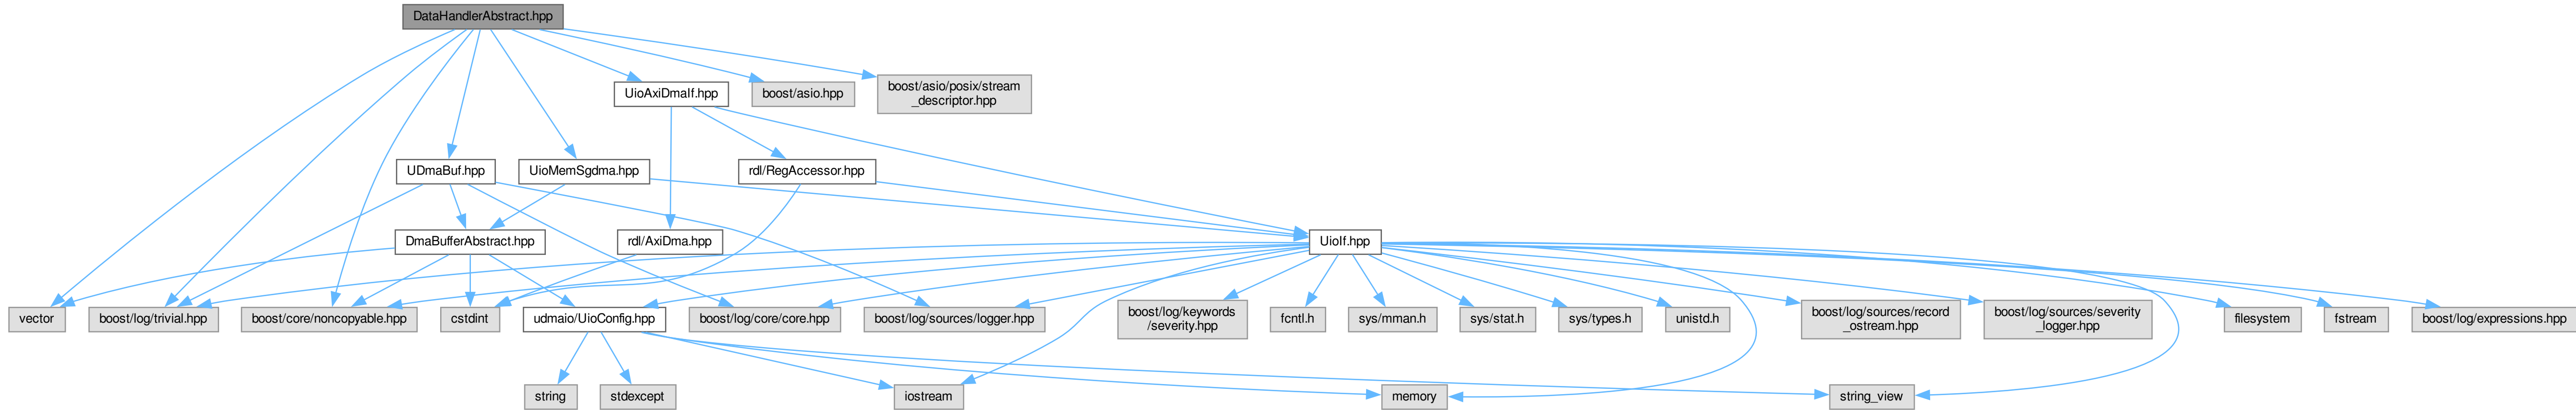 DataHandlerAbstract.hpp
UioAxiDmaIf.hpp
boost/asio.hpp
boost/asio/posix/stream
_descriptor.hpp
UDmaBuf.hpp
UioMemSgdma.hpp
rdl/RegAccessor.hpp
DmaBufferAbstract.hpp
rdl/AxiDma.hpp
UioIf.hpp
vector
boost/log/trivial.hpp
boost/core/noncopyable.hpp
cstdint
udmaio/UioConfig.hpp
boost/log/core/core.hpp
boost/log/sources/logger.hpp
boost/log/keywords
/severity.hpp
fcntl.h
sys/mman.h
sys/stat.h
sys/types.h
unistd.h
boost/log/sources/record
_ostream.hpp
boost/log/sources/severity
_logger.hpp
filesystem
fstream
boost/log/expressions.hpp
string
stdexcept
iostream
memory
string_view